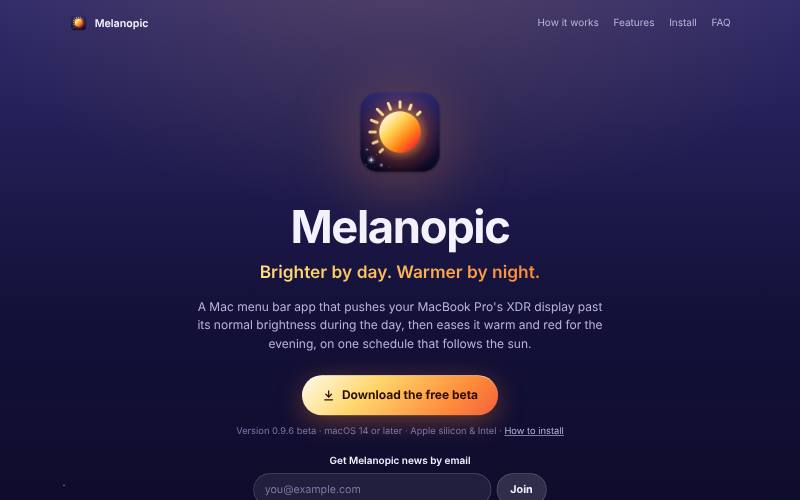 Melanopic
How it works Features Install FAQ
Melanopic
Brighter by day. Warmer by night.
A Mac menu bar app that pushes your MacBook Pro's XDR display past
its normal brightness during the day, then eases it warm and red for the
evening, on one schedule that follows the sun.
Download the free beta
Version 0.9.6 beta · macOS 14 or later · Apple silicon & Intel · How to install
Get Melanopic news by email
you@example.com Join